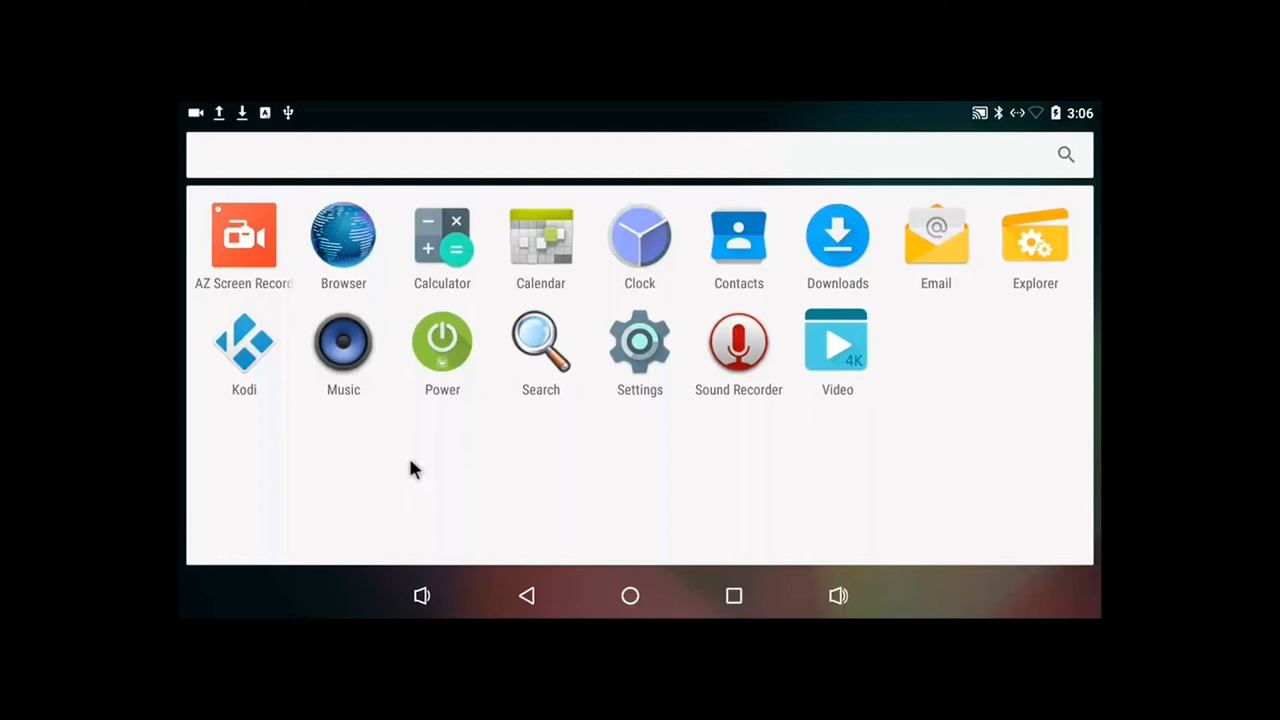 3:06
AZ Screen Record
Browser
Calculator
Calendar
Clock
Contacts
Downloads
Email
Explorer
Kodi
Music
Power
Search
Settings
Sound Recorder
4K
Video